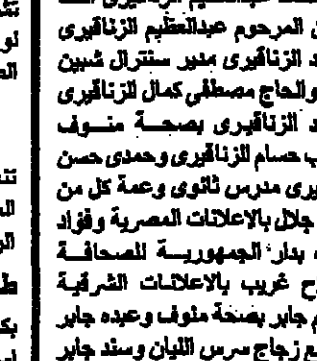 المرحوم عبدالعظيم الزناقيرى
الزناقيرى مدير سنترال شبين
والحاج مصطفى كمال الزناقيرى
الزناقيرى بصحة منوف
حسام الزناقيرى وحمدى حسن
مدرس ثانوى وعمة كل من
جلال بالاعلانات المصرية وفؤاد
بدار الجمهورية للصحافة
غريب بالاعلانات الشرقية
جابر بصحة منوف وعبده جابر
زجاج سرس الليان وسند جابر